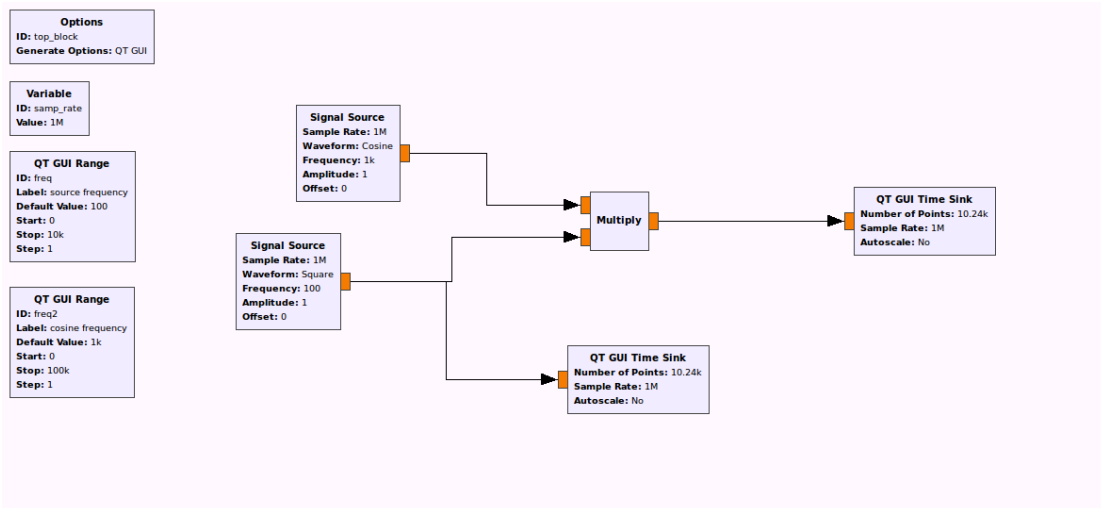 Options
ID: top_block
Generate Options: QT GUI
Variable
ID: samp_rate
Value: 1M
QT GUI Range
ID: freq
Label: source frequency
Default Value: 100
Start: 0
Stop: 10k
Step: 1
QT GUI Range
ID: freq2
Label: cosine frequency
Default Value: 1k
Start: 0
Stop: 100k
Step: 1
Signal Source
Sample Rate: 1M
Waveform: Cosine
Frequency: 1k
Amplitude: 1
Offset: 0
Signal Source
Sample Rate: 1M
Waveform: Square
Frequency: 100
Amplitude: 1
Offset: 0
Multiply
QT GUI Time Sink
Number of Points: 10.24k
Sample Rate: 1M
Autoscale: No
QT GUI Time Sink
Number of Points: 10.24k
Sample Rate: 1M
Autoscale: No